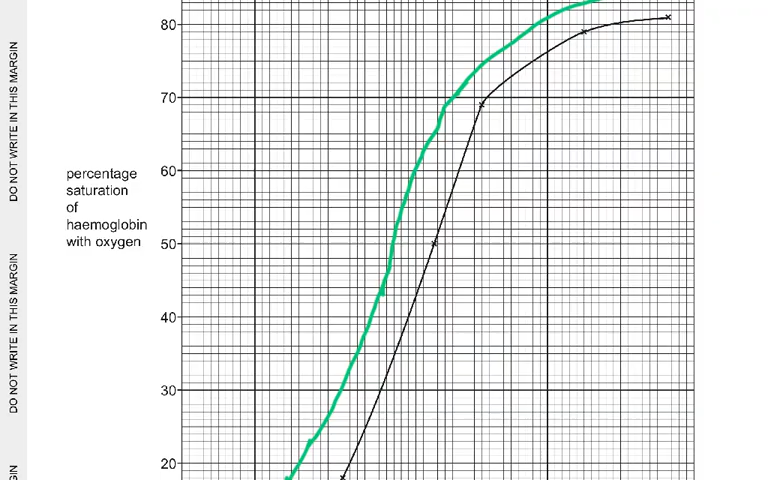 DO NOT WRITE IN THIS MARGIN
DO NOT WRITE IN THIS MARGIN
GIN
percentage
saturation
of
haemoglobin
with oxygen
80
70
60
50
40
30
20